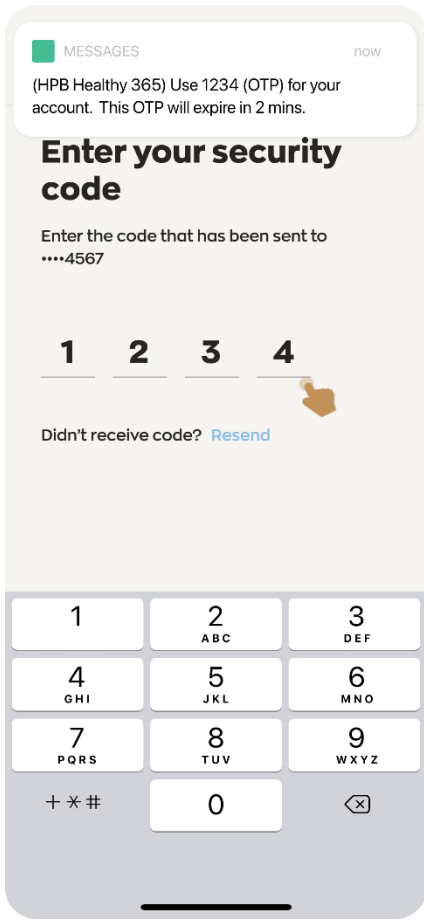 MESSAGES now
(HPB Healthy 365) Use 1234 (OTP) for your
account. This OTP will expire in 2 mins.
Enter your security
code
Enter the code that has been sent to
••••4567
1 2 3 4
Didn't receive code? Resend
1 2 3
ABC DEF
4 5 6
GHI JKL MNO
7 8 9
PQRS TUV WXYZ
+*# 0